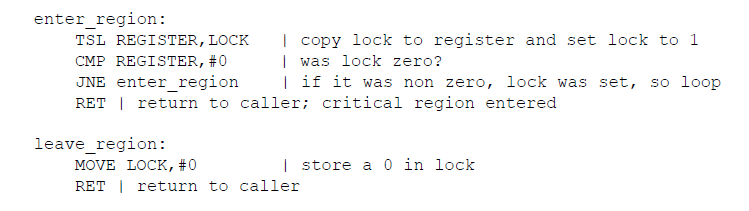 enter_region:
TSL REGISTER,LOCK | copy lock to register and set lock to 1
CMP REGISTER,#0 | was lock zero?
JNE enter_region | if it was non zero, lock was set, so loop
RET | return to caller; critical region entered
leave_region:
MOVE LOCK,#0 | store a 0 in lock
RET | return to caller